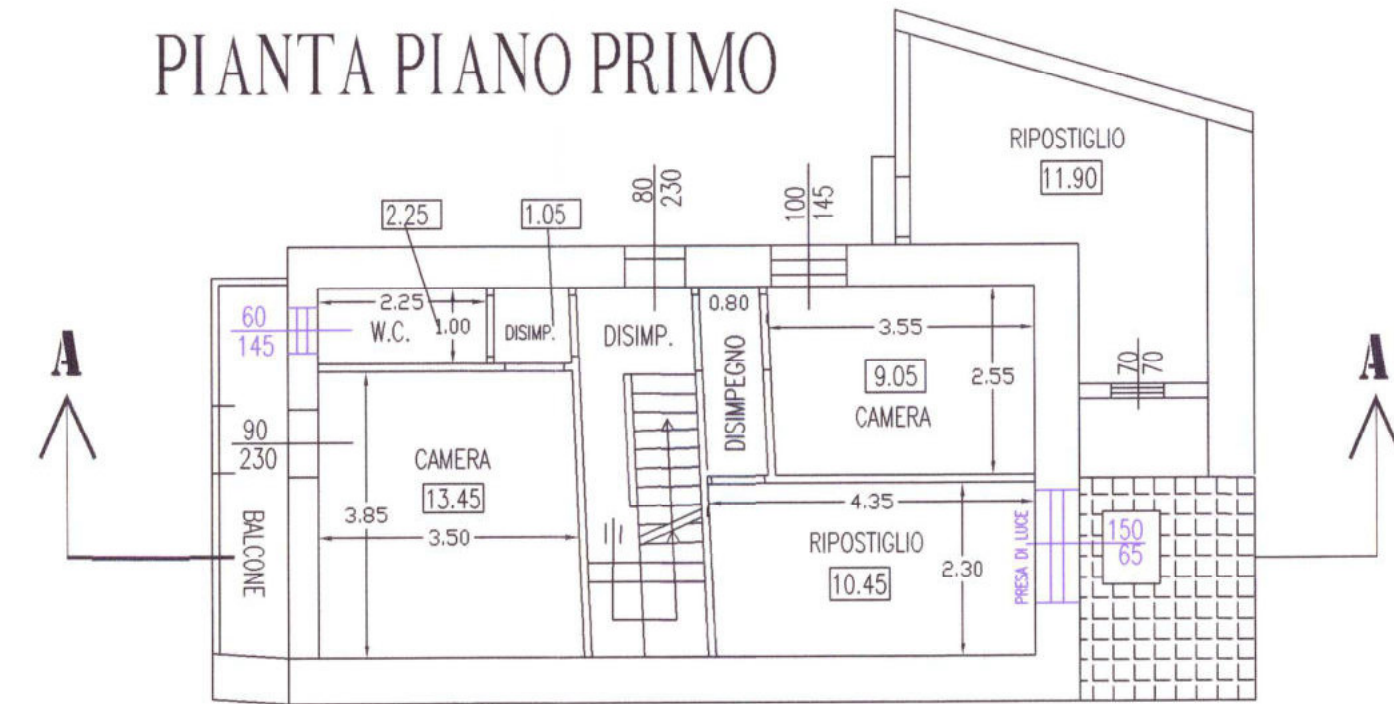 PIANTA PIANO PRIMO
RIPOSTIGLIO
11.90
80
230
100
145
2.25
1.05
2.25
1.00
W.C.
DISIMP.
DISIMP.
0.80
DISIMPEGNO
3.55
9.05
2.55
CAMERA
70
70
60
145
A
A
90
230
CAMERA
13.45
3.85
3.50
BALCONE
4.35
RIPOSTIGLIO
10.45
2.30
PRESA DI LUCE
150
65